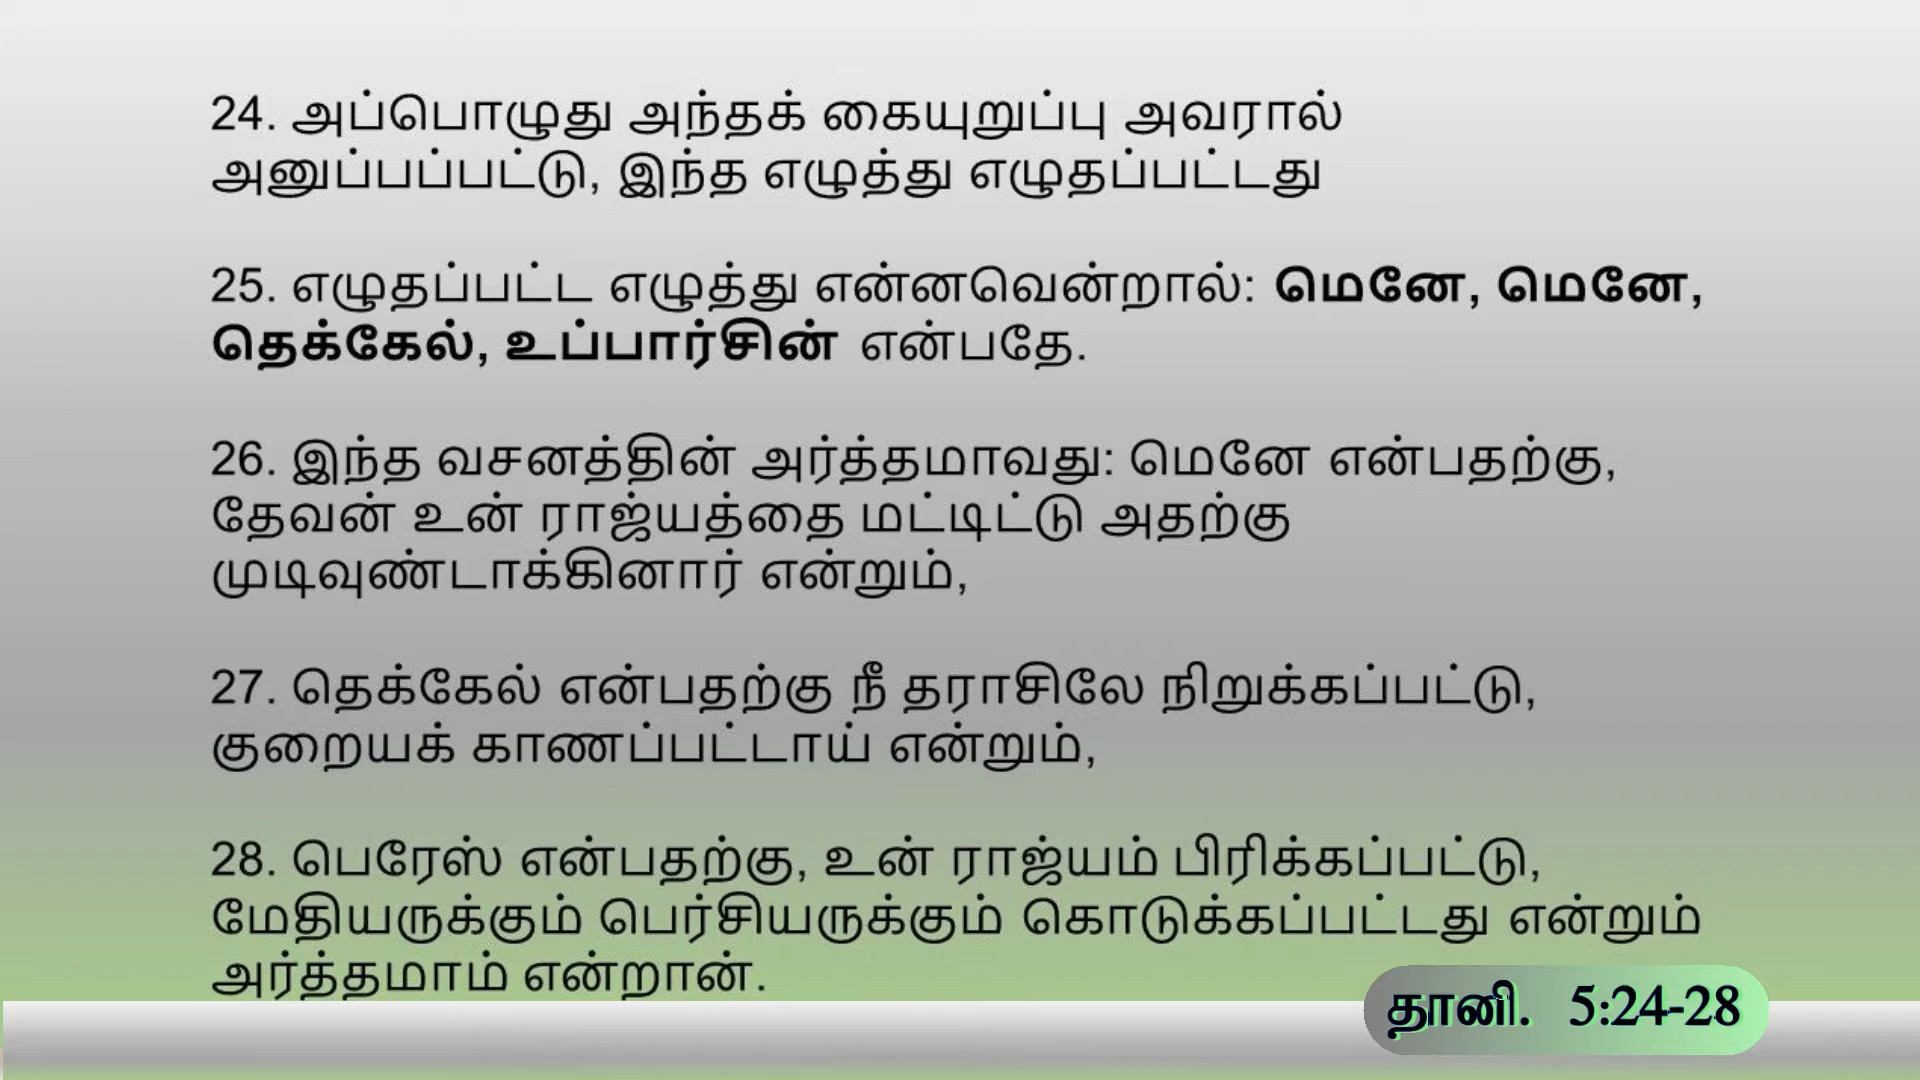 24. அப்பொழுது அந்தக் கையுறுப்பு அவரால்
அனுப்பப்பட்டு, இந்த எழுத்து எழுதப்பட்டது
25. எழுதப்பட்ட எழுத்து என்னவென்றால்: மெனே, மெனே,
தெக்கேல், உப்பார்சின் என்பதே.
26. இந்த வசனத்தின் அர்த்தமாவது: மெனே என்பதற்கு,
தேவன் உன் ராஜ்யத்தை மட்டிட்டு அதற்கு
முடிவுண்டாக்கினார் என்றும்,
27. தெக்கேல் என்பதற்கு நீ தராசிலே நிறுக்கப்பட்டு,
குறையக் காணப்பட்டாய் என்றும்,
28. பெரேஸ் என்பதற்கு, உன் ராஜ்யம் பிரிக்கப்பட்டு,
மேதியருக்கும் பெர்சியருக்கும் கொடுக்கப்பட்டது என்றும்
அர்த்தமாம் என்றான்.
தானி. 5:24-28